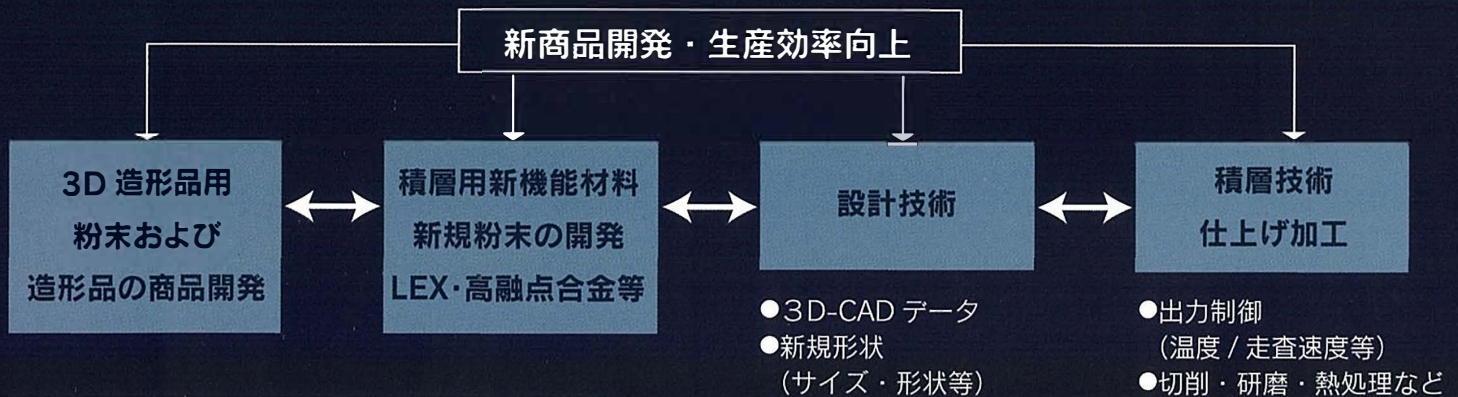 新商品開発・生産効率向上
3D 造形品用
粉末および
造形品の商品開発
積層用新機能材料
新規粉末の開発
LEX・高融点合金等
設計技術
●3D-CAD データ
●新規形状
(サイズ・形状等)
積層技術
仕上げ加工
●出力制御
(温度 / 走査速度等)
●切削・研磨・熱処理など